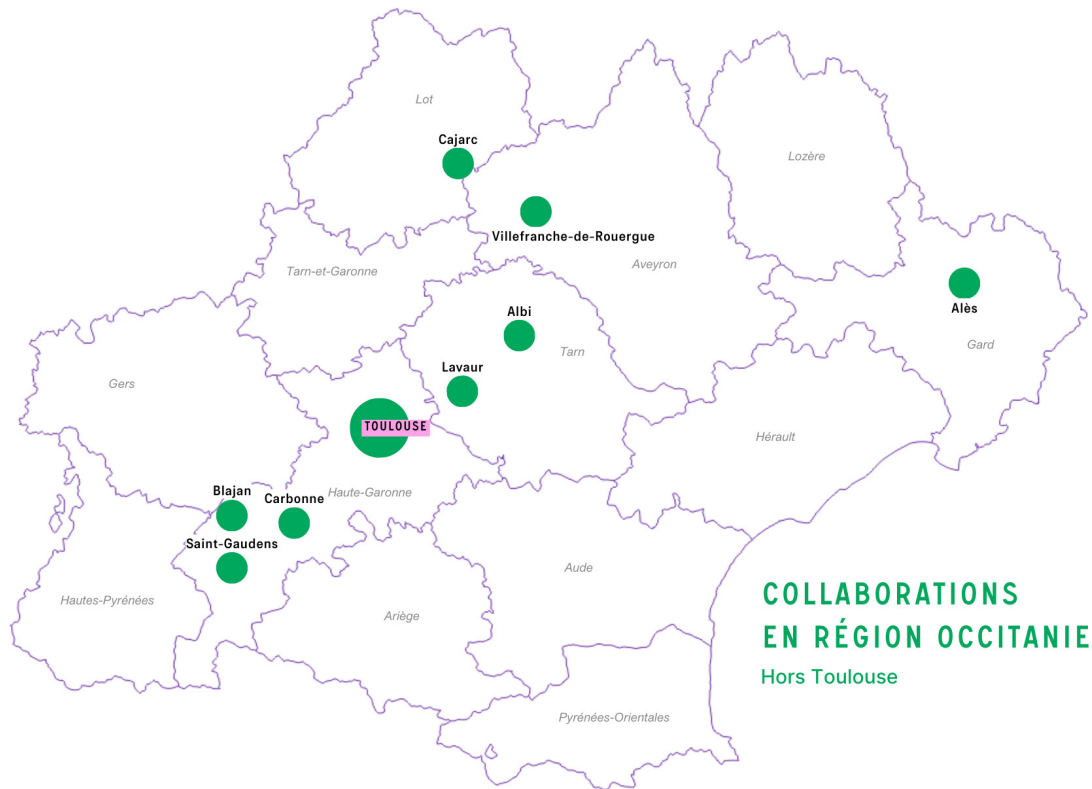 Lot
Cajarc
Lozère
Villefranche-de-Rouergue
Aveyron
Tarn-et-Garonne
Alès
Albi
Gard
Tarn
Lavaur
Gers
TOULOUSE
Hérault
Blajan
Carbonne
Haute-Garonne
Saint-Gaudens
Aude
Hautes-Pyrénées
Ariège
COLLABORATIONS
EN RÉGION OCCITANIE
Hors Toulouse
Pyrénées-Orientales